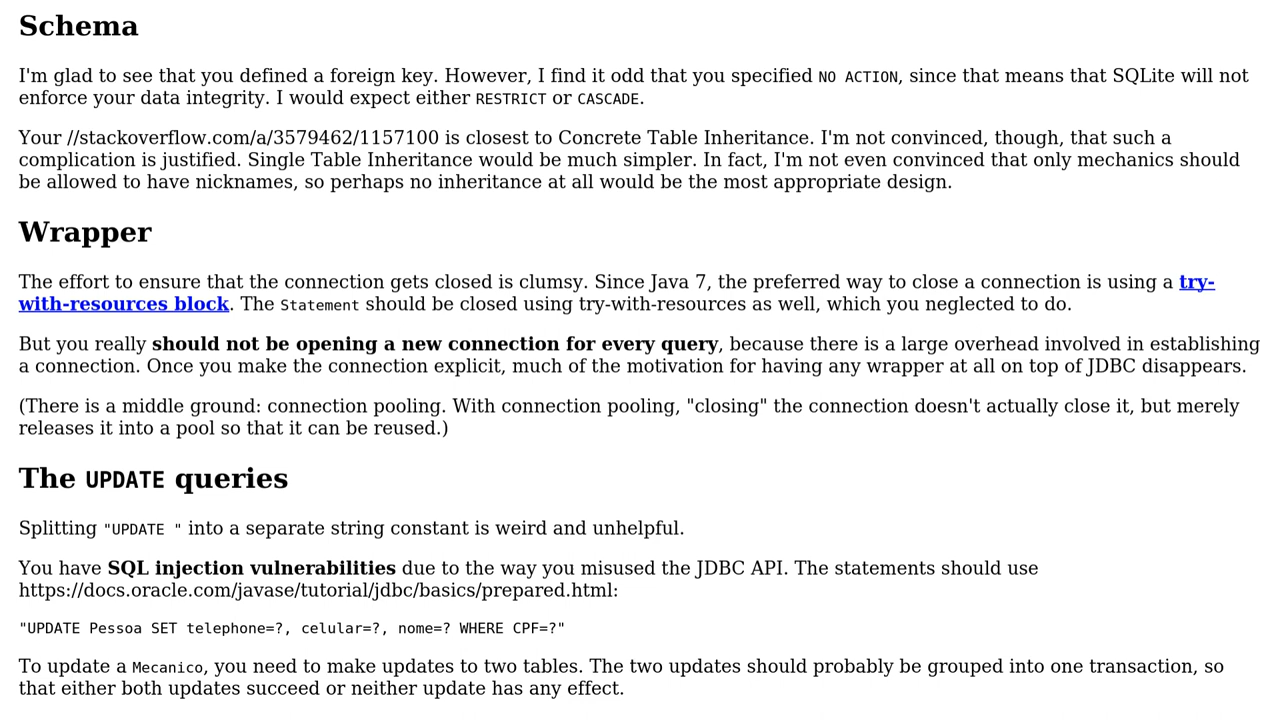 Schema
I'm glad to see that you defined a foreign key. However, I find it odd that you specified NO ACTION, since that means that SQLite will not
enforce your data integrity. I would expect either RESTRICT or CASCADE.
Your //stackoverflow.com/a/3579462/1157100 is closest to Concrete Table Inheritance. I'm not convinced, though, that such a
complication is justified. Single Table Inheritance would be much simpler. In fact, I'm not even convinced that only mechanics should
be allowed to have nicknames, so perhaps no inheritance at all would be the most appropriate design.
Wrapper
The effort to ensure that the connection gets closed is clumsy. Since Java 7, the preferred way to close a connection is using a try-
with-resources block. The Statement should be closed using try-with-resources as well, which you neglected to do.
But you really should not be opening a new connection for every query, because there is a large overhead involved in establishing
a connection. Once you make the connection explicit, much of the motivation for having any wrapper at all on top of JDBC disappears.
(There is a middle ground: connection pooling. With connection pooling, "closing" the connection doesn't actually close it, but merely
releases it into a pool so that it can be reused.)
The UPDATE queries
Splitting "UPDATE " into a separate string constant is weird and unhelpful.
You have SQL injection vulnerabilities due to the way you misused the JDBC API. The statements should use
https://docs.oracle.com/javase/tutorial/jdbc/basics/prepared.html:
"UPDATE Pessoa SET telephone=?, celular=?, nome=? WHERE CPF=?"
To update a Mecanico, you need to make updates to two tables. The two updates should probably be grouped into one transaction, so
that either both updates succeed or neither update has any effect.